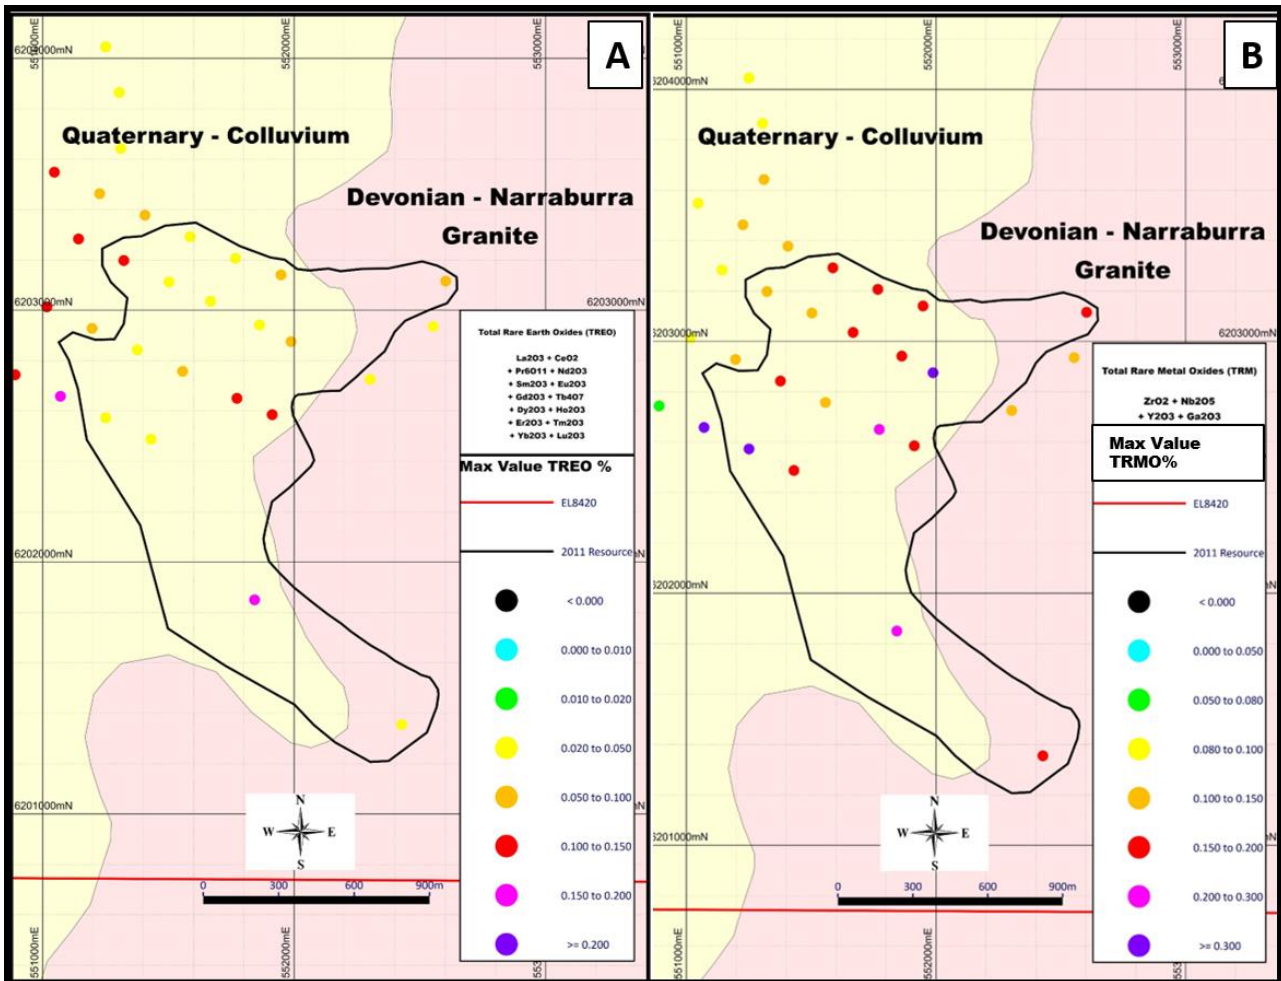 A
551000mE
552000mE
553000mE
6204000mN
Quaternary - Colluvium
Devonian - Narraburra
Granite
6203000mN
Total Rare Earth Oxides (TREO)
La2O3 + CeO2
+ Pr6O11 + Nd2O3
+ Sm2O3 + Eu2O3
+ Gd2O3 + Tb4O7
+ Dy2O3 + Ho2O3
+ Er2O3 + Tm2O3
+ Yb2O3 + Lu2O3
Max Value TREO %
EL8420
2011 Resource
6202000mN
< 0.000
0.000 to 0.010
0.010 to 0.020
0.020 to 0.050
0.050 to 0.100
0.100 to 0.150
0.150 to 0.200
>= 0.200
6201000mN
N
W E
S
0 300 600 900m
551000mE
552000mE
B
551000mE
552000mE
553000mE
6204000mN
Quaternary - Colluvium
Devonian - Narraburra
Granite
6203000mN
6203000mN
Total Rare Metal Oxides (TRM)
ZrO2 + Nb2O5
+ Y2O3 + Ga2O3
Max Value
TRMO%
EL8420
2011 Resource
6202000mN
< 0.000
0.000 to 0.050
0.050 to 0.080
0.080 to 0.100
0.100 to 0.150
0.150 to 0.200
0.200 to 0.300
>= 0.300
6201000mN
N
W E
S
0 300 600 900m
551000mE
552000mE